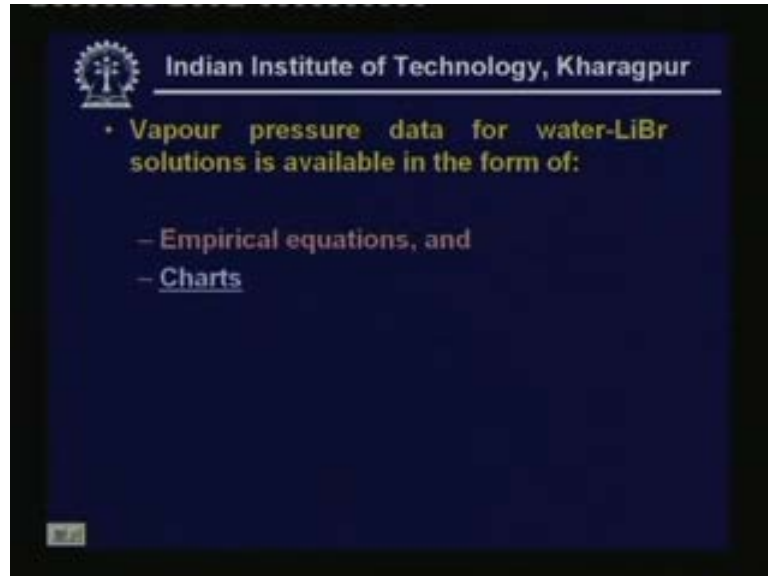 Indian Institute of Technology, Kharagpur
• Vapour pressure data for water-LiBr
solutions is available in the form of:
– Empirical equations, and
– Charts